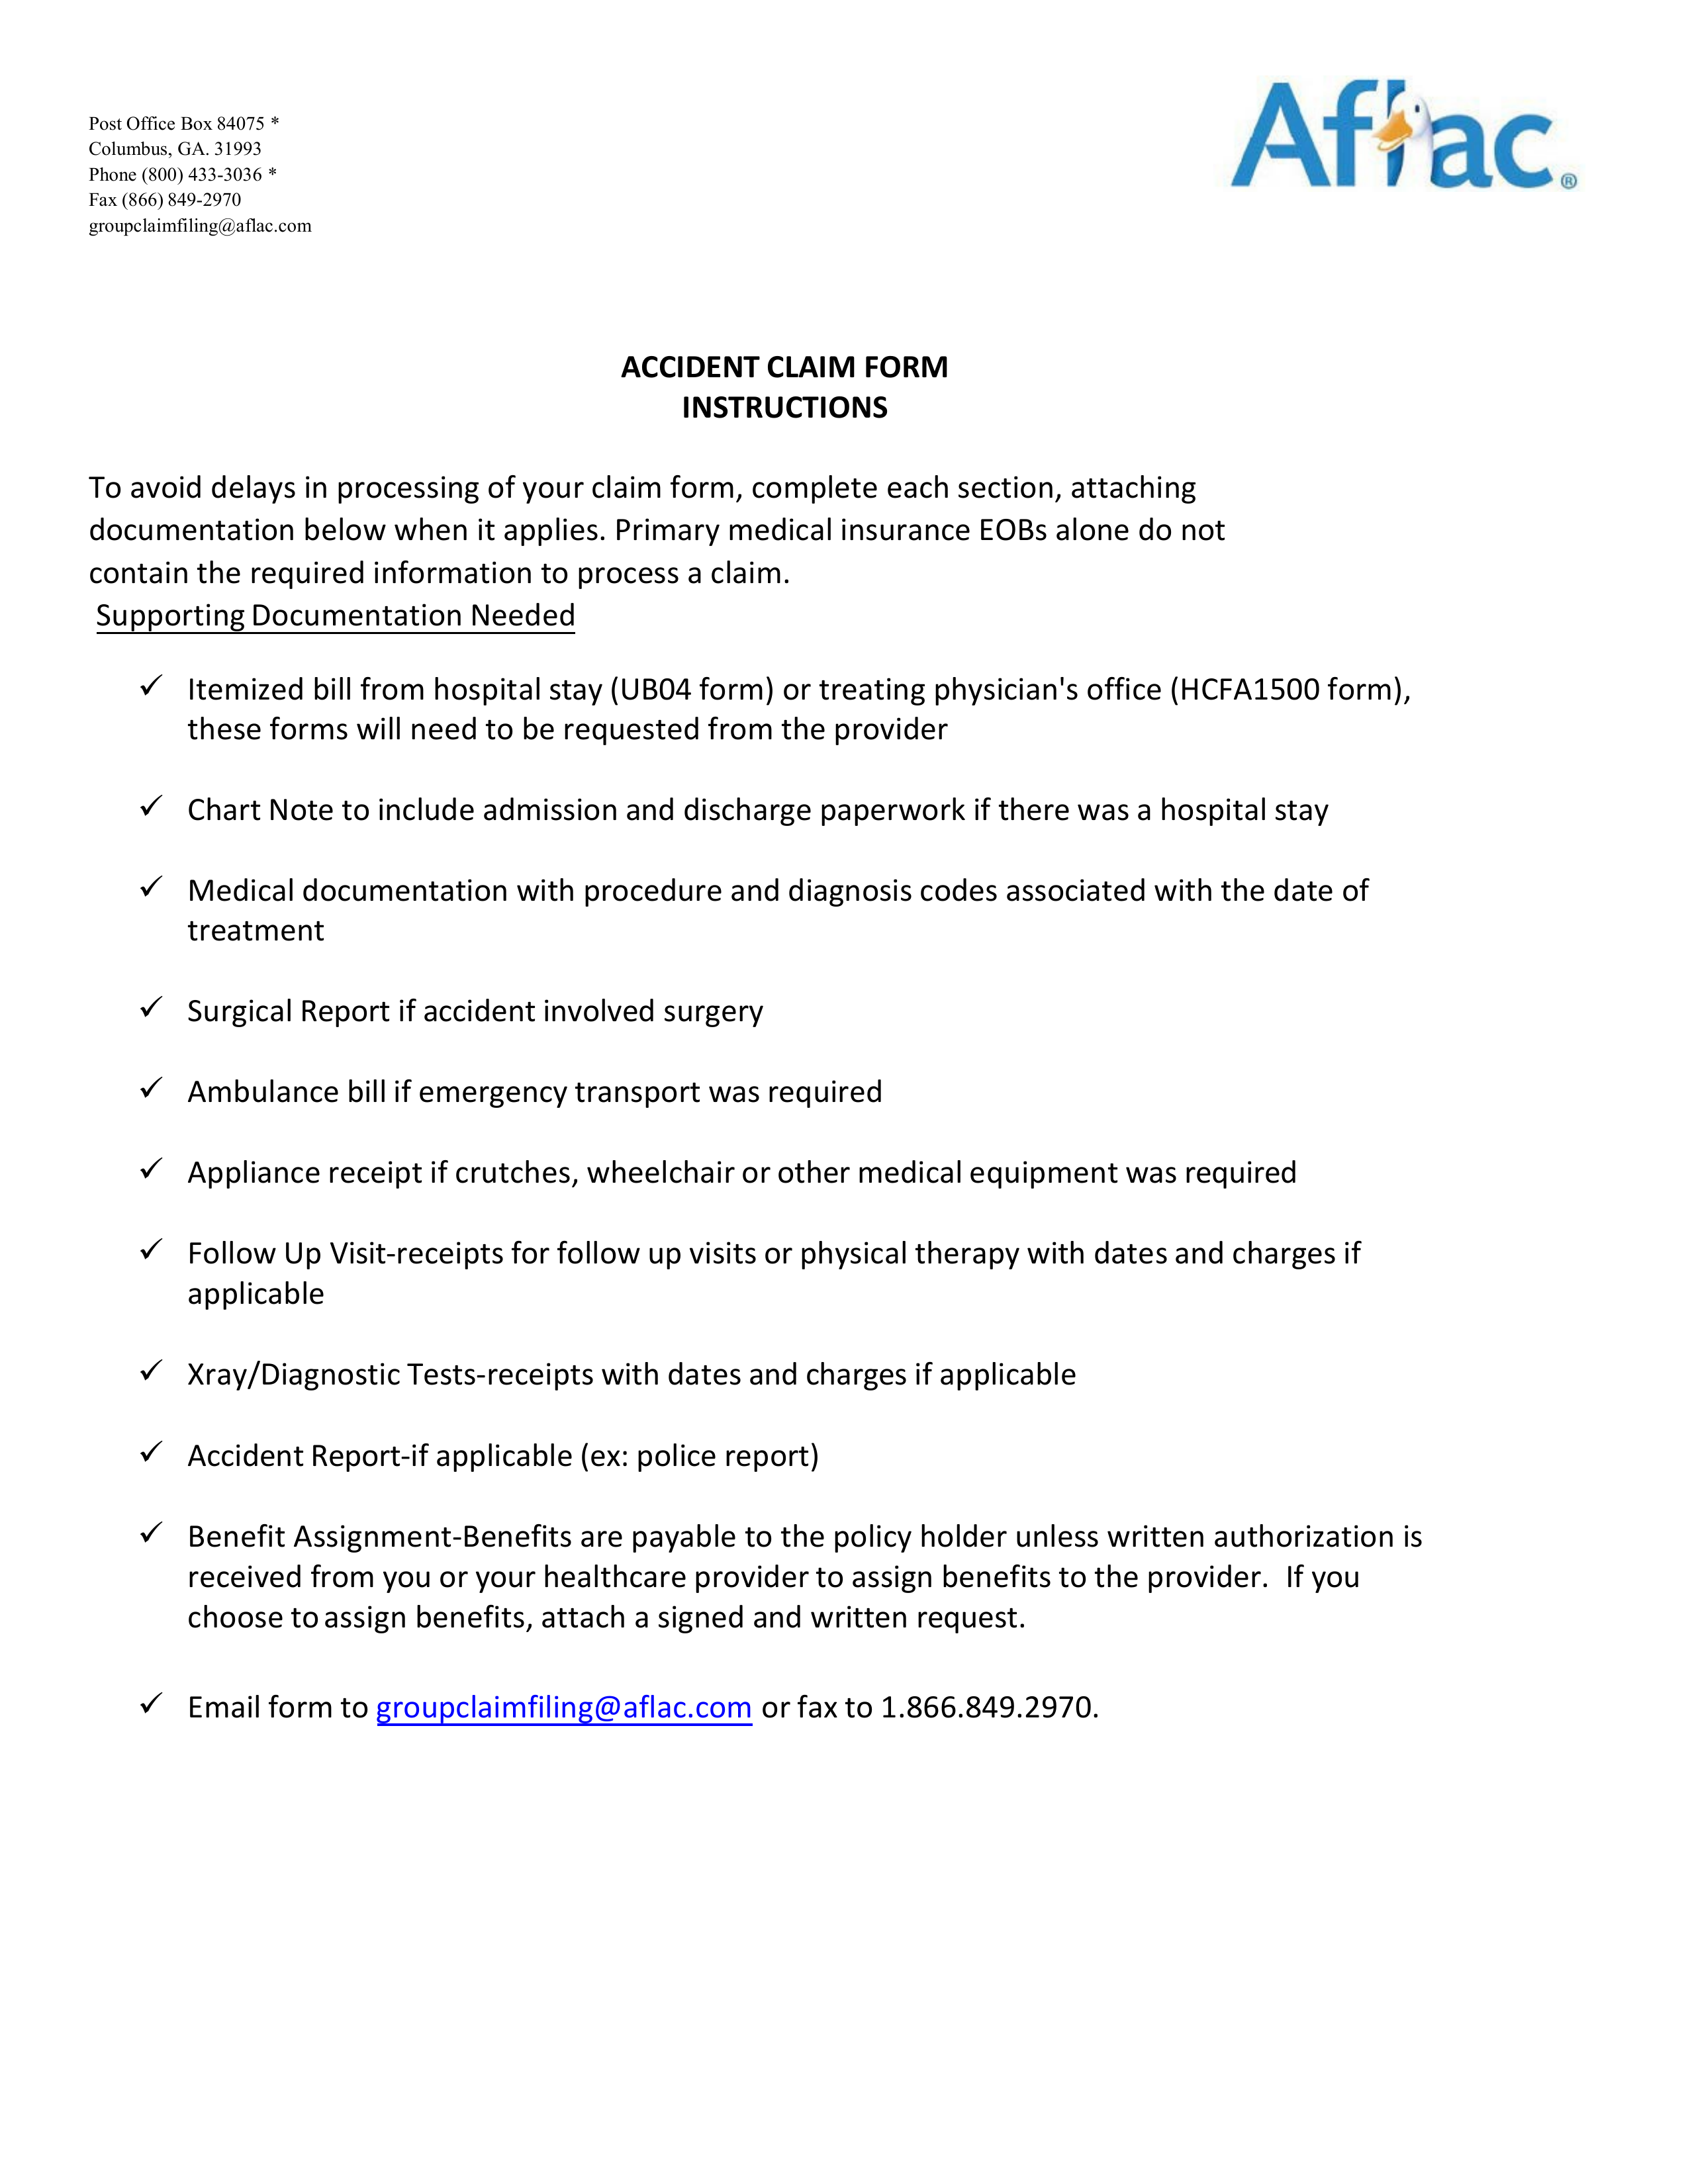 Post Office Box 84075 *
Columbus, GA. 31993
Phone (800) 433-3036 *
Fax (866) 849-2970
groupclaimfiling@aflac.com
Aflac®
ACCIDENT CLAIM FORM
INSTRUCTIONS
To avoid delays in processing of your claim form, complete each section, attaching
documentation below when it applies. Primary medical insurance EOBs alone do not
contain the required information to process a claim.
Supporting Documentation Needed
✓ Itemized bill from hospital stay (UB04 form) or treating physician's office (HCFA1500 form),
these forms will need to be requested from the provider
✓ Chart Note to include admission and discharge paperwork if there was a hospital stay
✓ Medical documentation with procedure and diagnosis codes associated with the date of
treatment
✓ Surgical Report if accident involved surgery
✓ Ambulance bill if emergency transport was required
✓ Appliance receipt if crutches, wheelchair or other medical equipment was required
✓ Follow Up Visit-receipts for follow up visits or physical therapy with dates and charges if
applicable
✓ Xray/Diagnostic Tests-receipts with dates and charges if applicable
✓ Accident Report-if applicable (ex: police report)
✓ Benefit Assignment-Benefits are payable to the policy holder unless written authorization is
received from you or your healthcare provider to assign benefits to the provider.  If you
choose to assign benefits, attach a signed and written request.
✓ Email form to groupclaimfiling@aflac.com or fax to 1.866.849.2970.